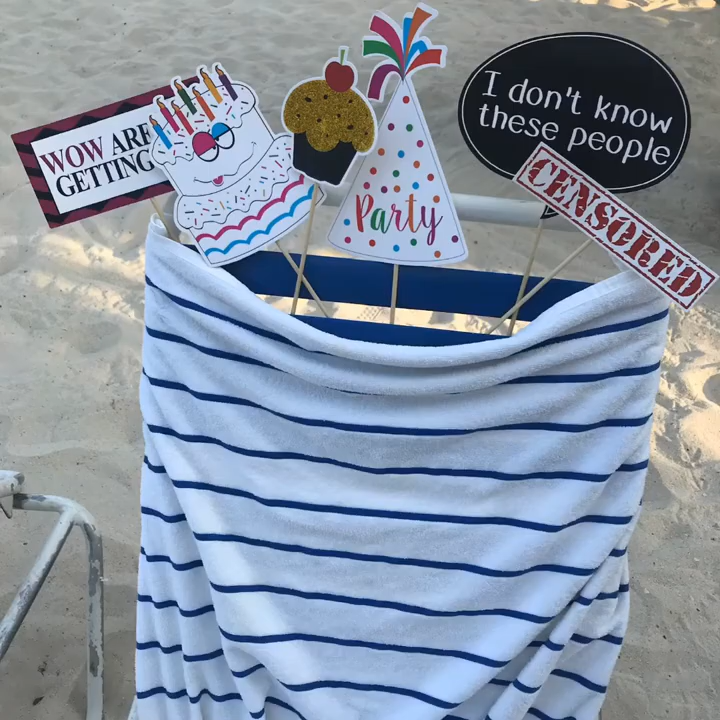 WOW ARE
GETTING
Party
I don't know
these people
CENSORED